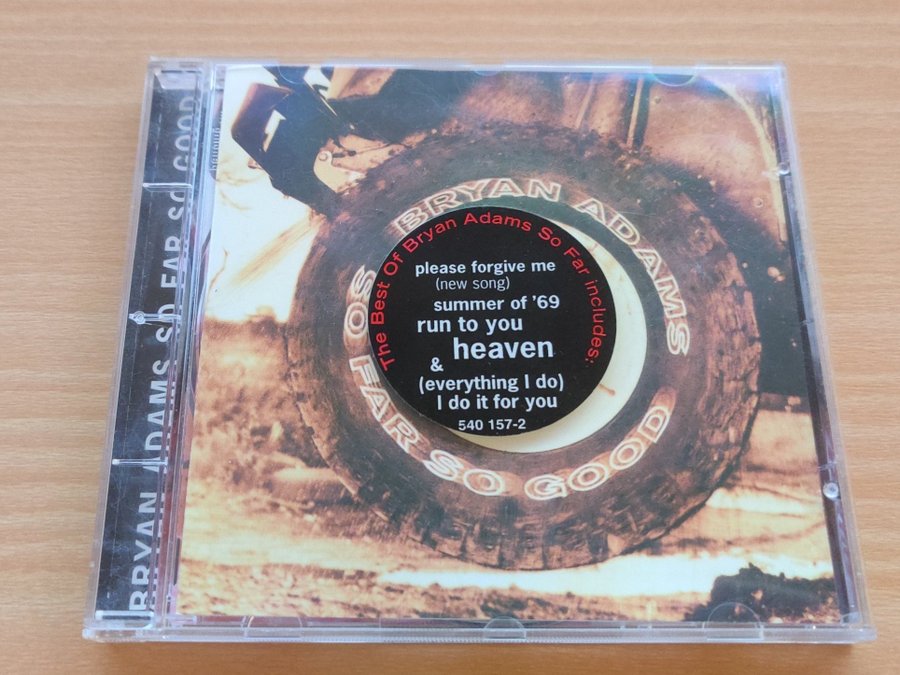 BRYAN ADAMS SO FAR SO GOOD
BRYAN ADAMS
SO FAR SO GOOD
The Best Of Bryan Adams So Far includes:
please forgive me
(new song)
summer of '69
run to you
heaven
&
(everything I do)
I do it for you
540 157-2